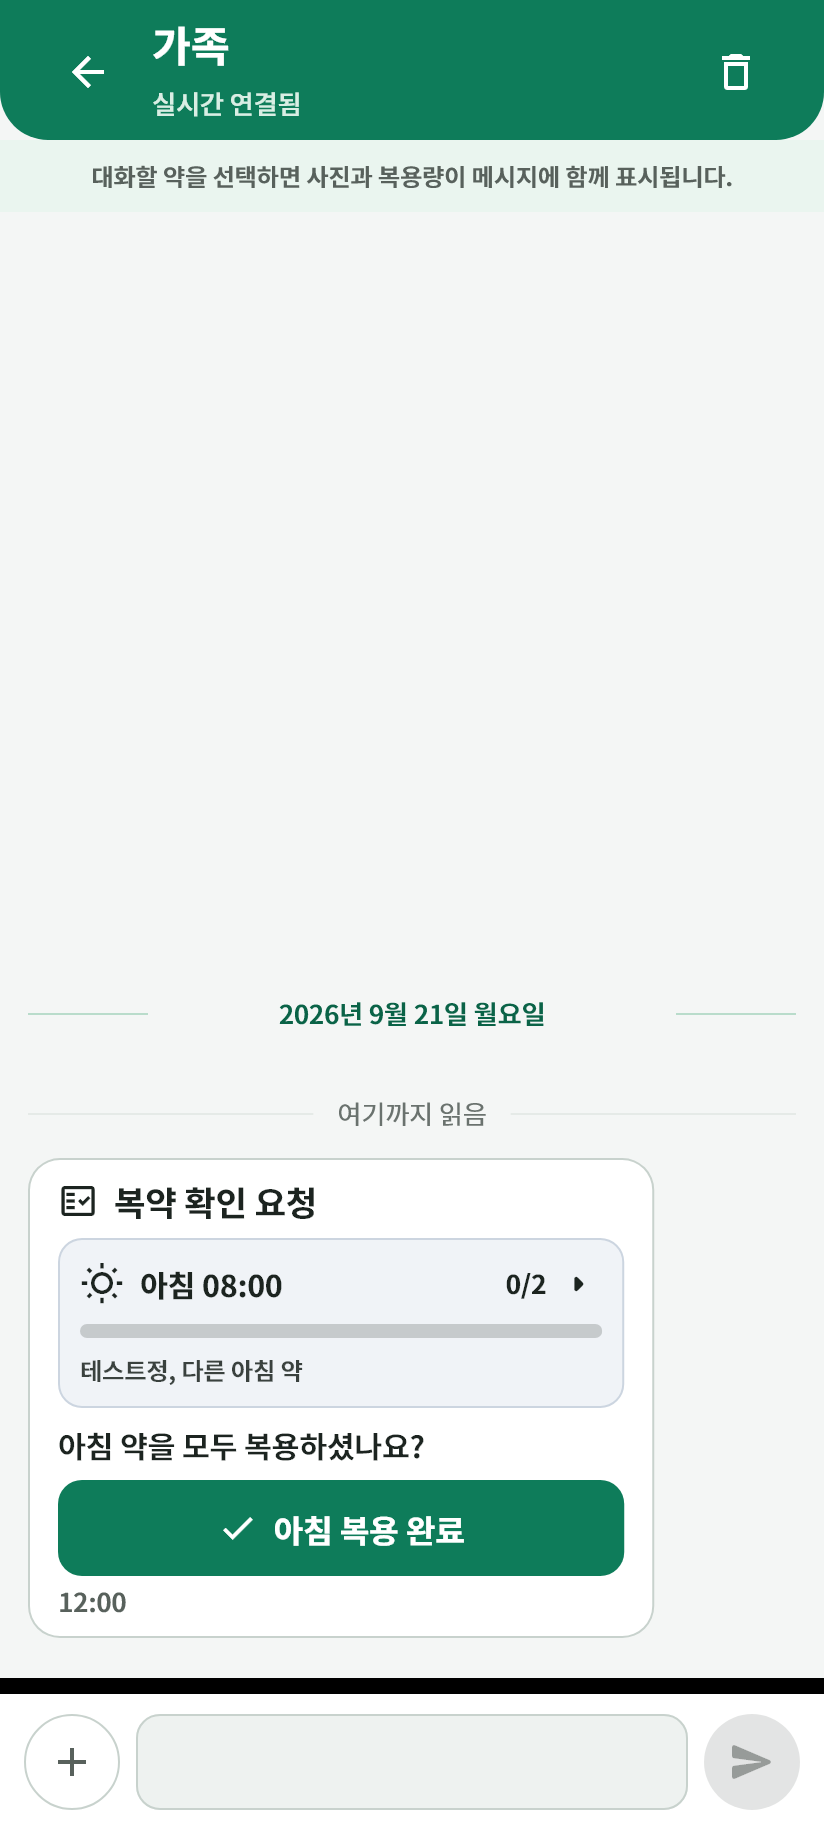 가족
실시간 연결됨
대화할 약을 선택하면 사진과 복용량이 메시지에 함께 표시됩니다.
2026년 9월 21일 월요일
여기까지 읽음
복약 확인 요청
아침 08:00 0/2
테스트정, 다른 아침 약
아침 약을 모두 복용하셨나요?
아침 복용 완료
12:00